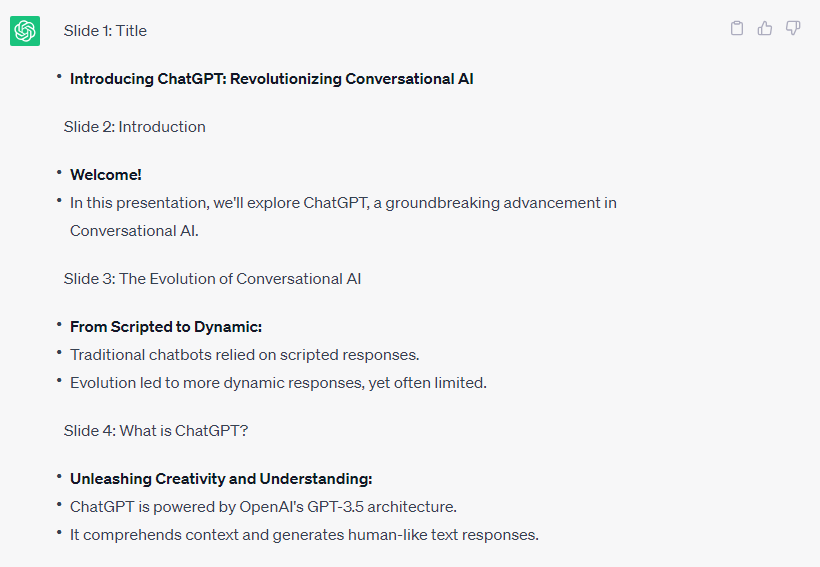 Slide 1: Title
• Introducing ChatGPT: Revolutionizing Conversational AI
Slide 2: Introduction
• Welcome!
• In this presentation, we'll explore ChatGPT, a groundbreaking advancement in
Conversational AI.
Slide 3: The Evolution of Conversational AI
• From Scripted to Dynamic:
• Traditional chatbots relied on scripted responses.
• Evolution led to more dynamic responses, yet often limited.
Slide 4: What is ChatGPT?
• Unleashing Creativity and Understanding:
• ChatGPT is powered by OpenAI's GPT-3.5 architecture.
• It comprehends context and generates human-like text responses.